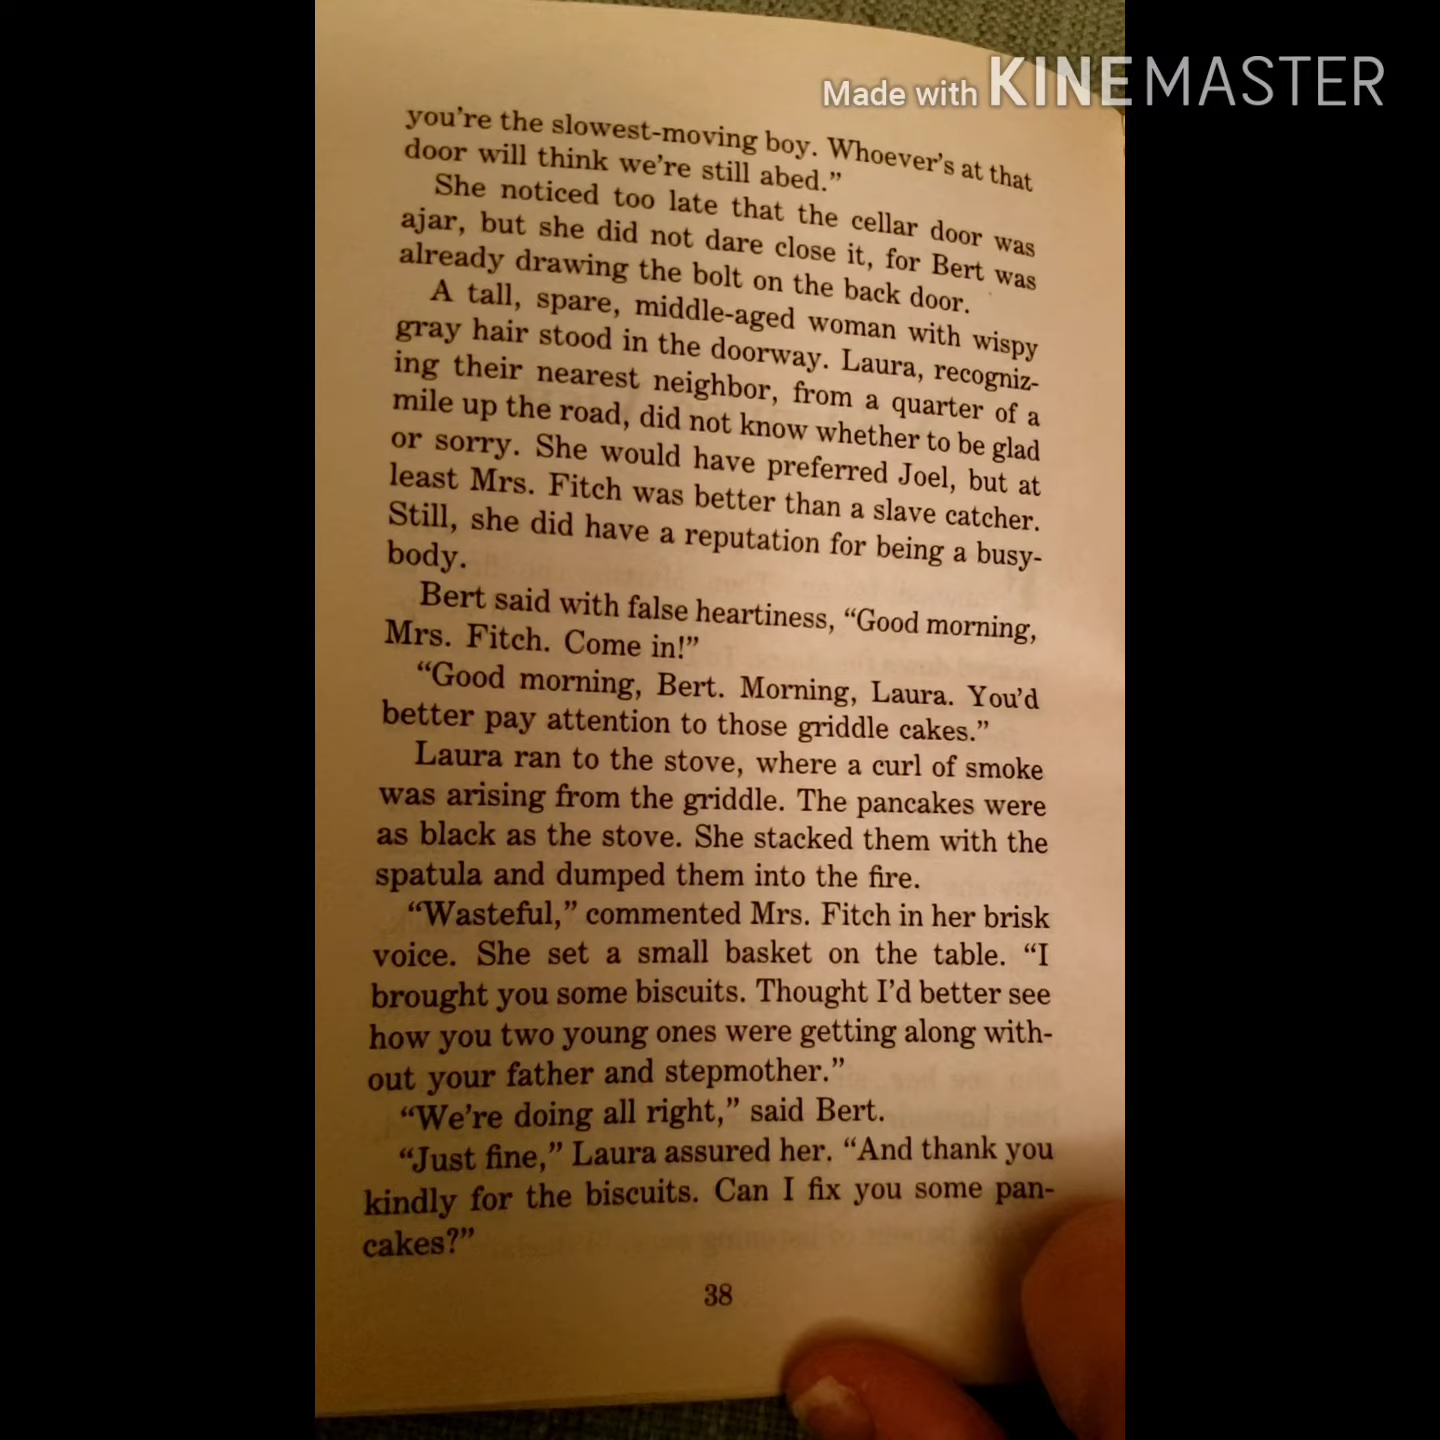 Made with KINEMASTER
you're the slowest-moving boy. Whoever's at that
door will think we're still abed."
She noticed too late that the cellar door was
ajar, but she did not dare close it, for Bert was
already drawing the bolt on the back door.
A tall, spare, middle-aged woman with wispy
gray hair stood in the doorway. Laura, recogniz-
ing their nearest neighbor, from a quarter of a
mile up the road, did not know whether to be glad
or sorry. She would have preferred Joel, but at
least Mrs. Fitch was better than a slave catcher.
Still, she did have a reputation for being a busy-
body.
Bert said with false heartiness, "Good morning,
Mrs. Fitch. Come in!"
"Good morning, Bert. Morning, Laura. You'd
better pay attention to those griddle cakes."
Laura ran to the stove, where a curl of smoke
was arising from the griddle. The pancakes were
as black as the stove. She stacked them with the
spatula and dumped them into the fire.
"Wasteful," commented Mrs. Fitch in her brisk
voice. She set a small basket on the table. "I
brought you some biscuits. Thought I'd better see
how you two young ones were getting along with-
out your father and stepmother."
"We're doing all right," said Bert.
"Just fine," Laura assured her. "And thank you
kindly for the biscuits. Can I fix you some pan-
cakes?"
38